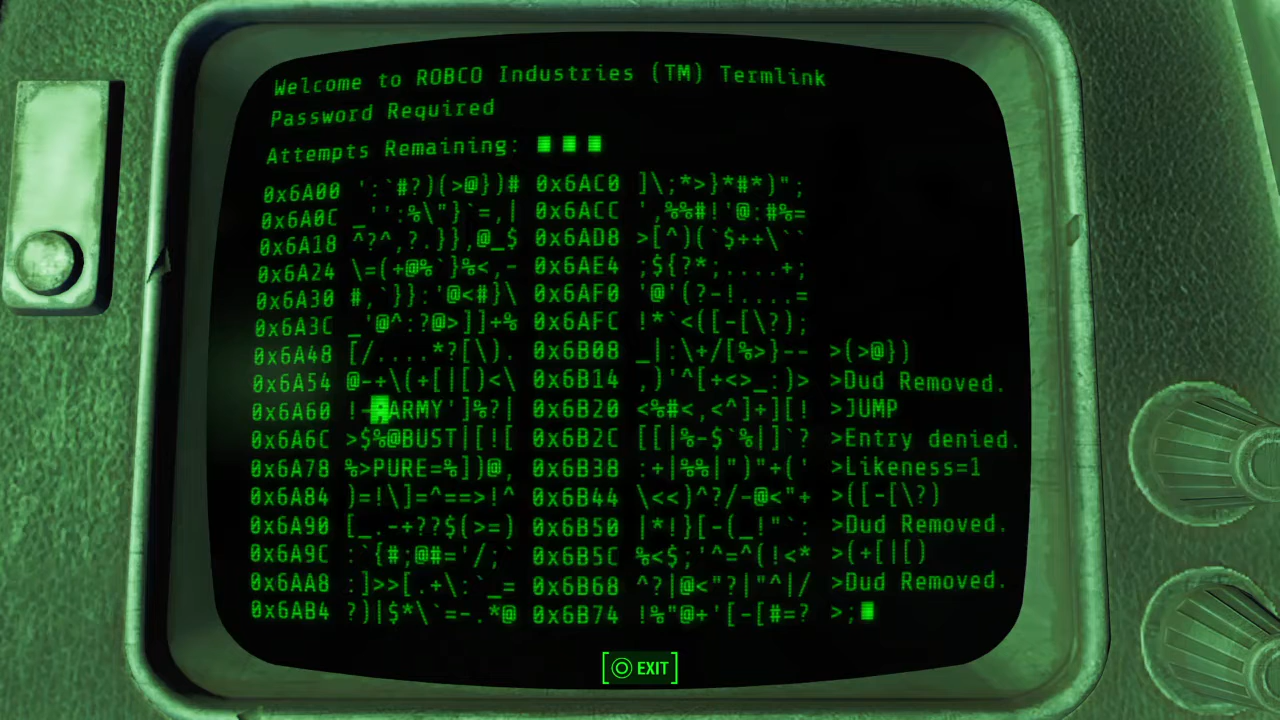 Welcome to ROBCO Industries (TM) Termlink
Password Required
Attempts Remaining: ■ ■ ■
0x6A00 ':`#?)(>@})# 0x6AC0 ]\;*>}*#*)";
0x6A0C _'':%\"}`=,| 0x6ACC ',%%#!'@:#%=
0x6A18 ^?^,?.}},@_$ 0x6AD8 >[^)(`$++\``
0x6A24 \=(+@%`}%<,- 0x6AE4 ;${?*;....+;
0x6A30 #,`}}:'@<#}\ 0x6AF0 '@'(?-!....=
0x6A3C _'@^:?@>]]+% 0x6AFC !*`<([-[\?);
0x6A48 [/....*?[\). 0x6B08 _|:\+/[%>}-- >(>@})
0x6A54 @-+\(+[|[)<\ 0x6B14 ,)'^[+<>_:)> >Dud Removed.
0x6A60 !-AARMY']%?| 0x6B20 <%#<,<^]+][! >JUMP
0x6A6C >$%@BUST|[![ 0x6B2C [[|%-$`%|]`? >Entry denied.
0x6A78 %>PURE=%])@, 0x6B38 :+|%%|")"+(' >Likeness=1
0x6A84 )=!\]=^==>!^ 0x6B44 \<<)^?/-@<"+ >([-[\?)
0x6A90 [_.-+??$(>=) 0x6B50 |*!}[-(_!"`: >Dud Removed.
0x6A9C :`{#;@#='/;` 0x6B5C %<$;'^=^(!<* >(+[|[)
0x6AA8 :]>>[.+\:`_= 0x6B68 ^?|@<"?|"^|/ >Dud Removed.
0x6AB4 ?)|$*\`=-.*@ 0x6B74 !%"@+'[-[#=? >;■
EXIT